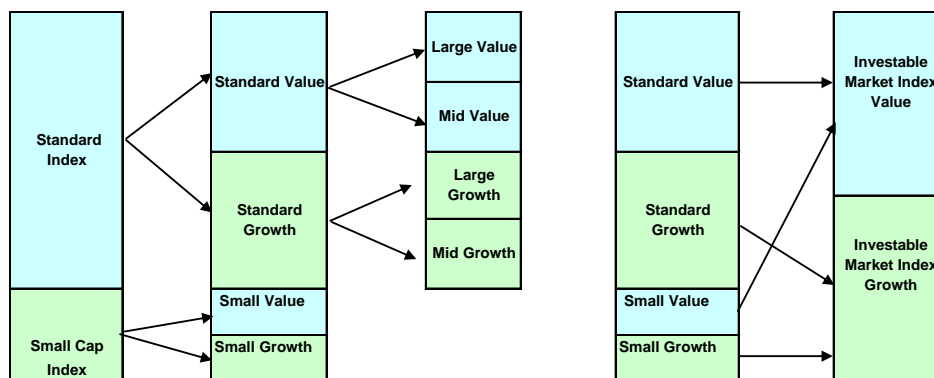 Standard
Index
Small Cap
Index
Standard Value
Standard
Growth
Small Value
Small Growth
Large Value
Mid Value
Large
Growth
Mid Growth
Standard Value
Standard
Growth
Small Value
Small Growth
Investable
Market Index
Value
Investable
Market Index
Growth